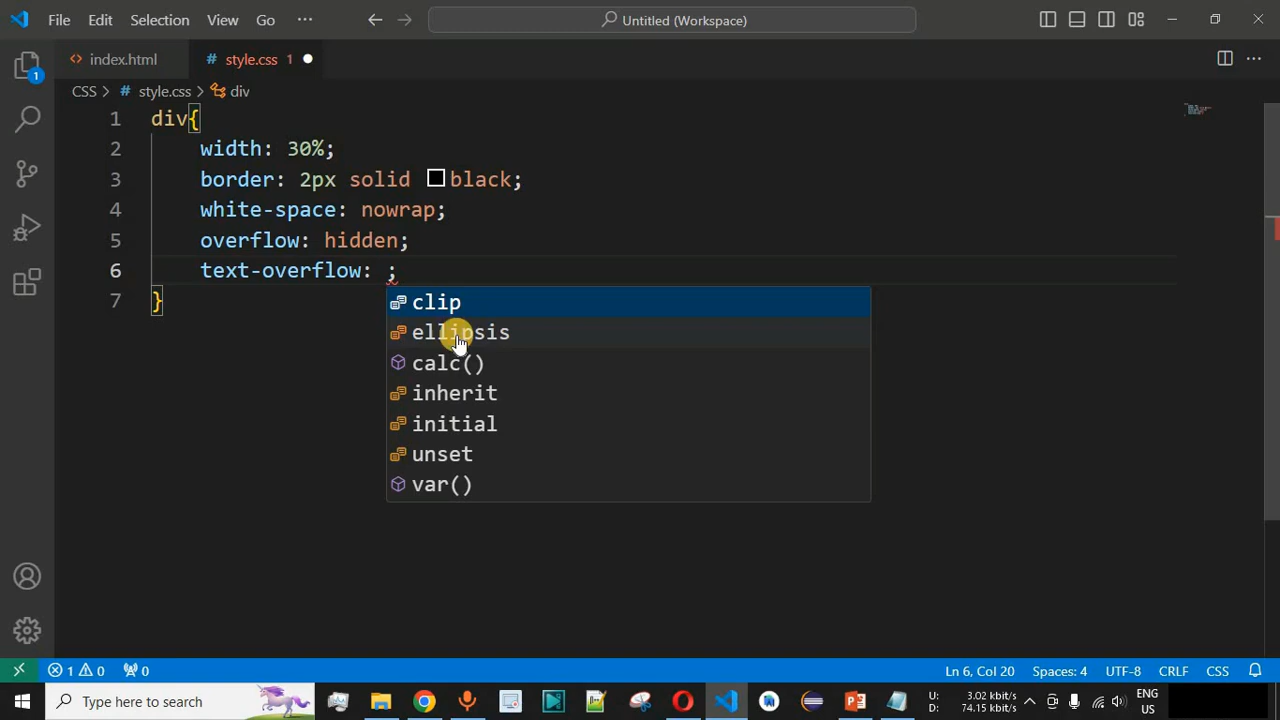 File Edit Selection View Go ··· Untitled (Workspace)
index.html # style.css 1
CSS > # style.css > div
1 div{
2 width: 30%;
3 border: 2px solid black;
4 white-space: nowrap;
5 overflow: hidden;
6 text-overflow: ;
7 }
clip
ellipsis
calc()
inherit
initial
unset
var()
1
1 0 0 Ln 6, Col 20 Spaces: 4 UTF-8 CRLF CSS
Type here to search U: 3.02 kbit/s ENG
D: 74.15 kbit/s US